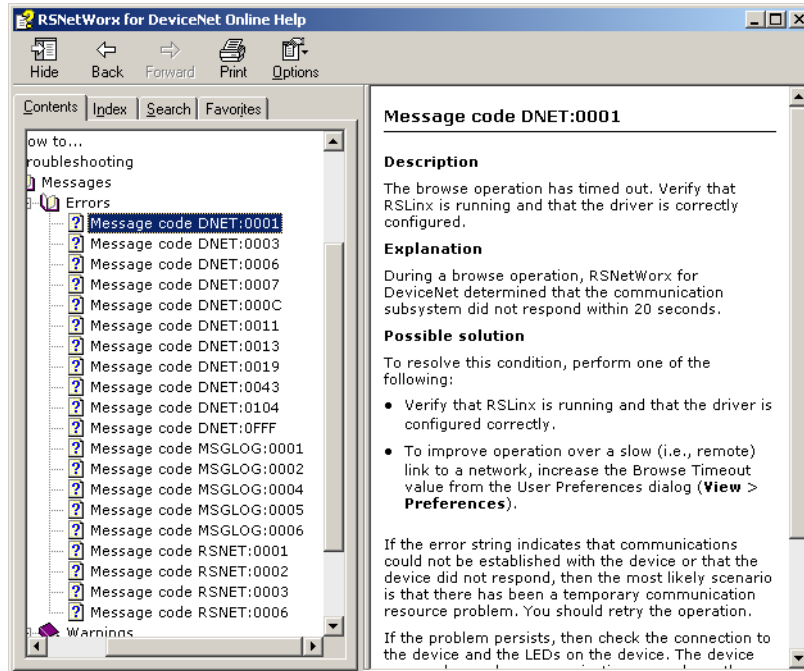 RSNetWorx for DeviceNet Online Help
Hide Back Forward Print Options
Contents Index Search Favorites
ow to...
roubleshooting
Messages
Errors
Message code DNET:0001
Message code DNET:0003
Message code DNET:0006
Message code DNET:0007
Message code DNET:000C
Message code DNET:0011
Message code DNET:0013
Message code DNET:0019
Message code DNET:0043
Message code DNET:0104
Message code DNET:0FFF
Message code MSGLOG:0001
Message code MSGLOG:0002
Message code MSGLOG:0004
Message code MSGLOG:0005
Message code MSGLOG:0006
Message code RSNET:0001
Message code RSNET:0002
Message code RSNET:0003
Message code RSNET:0006
Warnings
Message code DNET:0001
Description
The browse operation has timed out. Verify that
RSLinx is running and that the driver is correctly
configured.
Explanation
During a browse operation, RSNetWorx for
DeviceNet determined that the communication
subsystem did not respond within 20 seconds.
Possible solution
To resolve this condition, perform one of the
following:
• Verify that RSLinx is running and that the driver is
configured correctly.
• To improve operation over a slow (i.e., remote)
link to a network, increase the Browse Timeout
value from the User Preferences dialog (View >
Preferences).
If the error string indicates that communications
could not be established with the device or that the
device did not respond, then the most likely scenario
is that there has been a temporary communication
resource problem. You should retry the operation.
If the problem persists, then check the connection to
the device and the LEDs on the device. The device